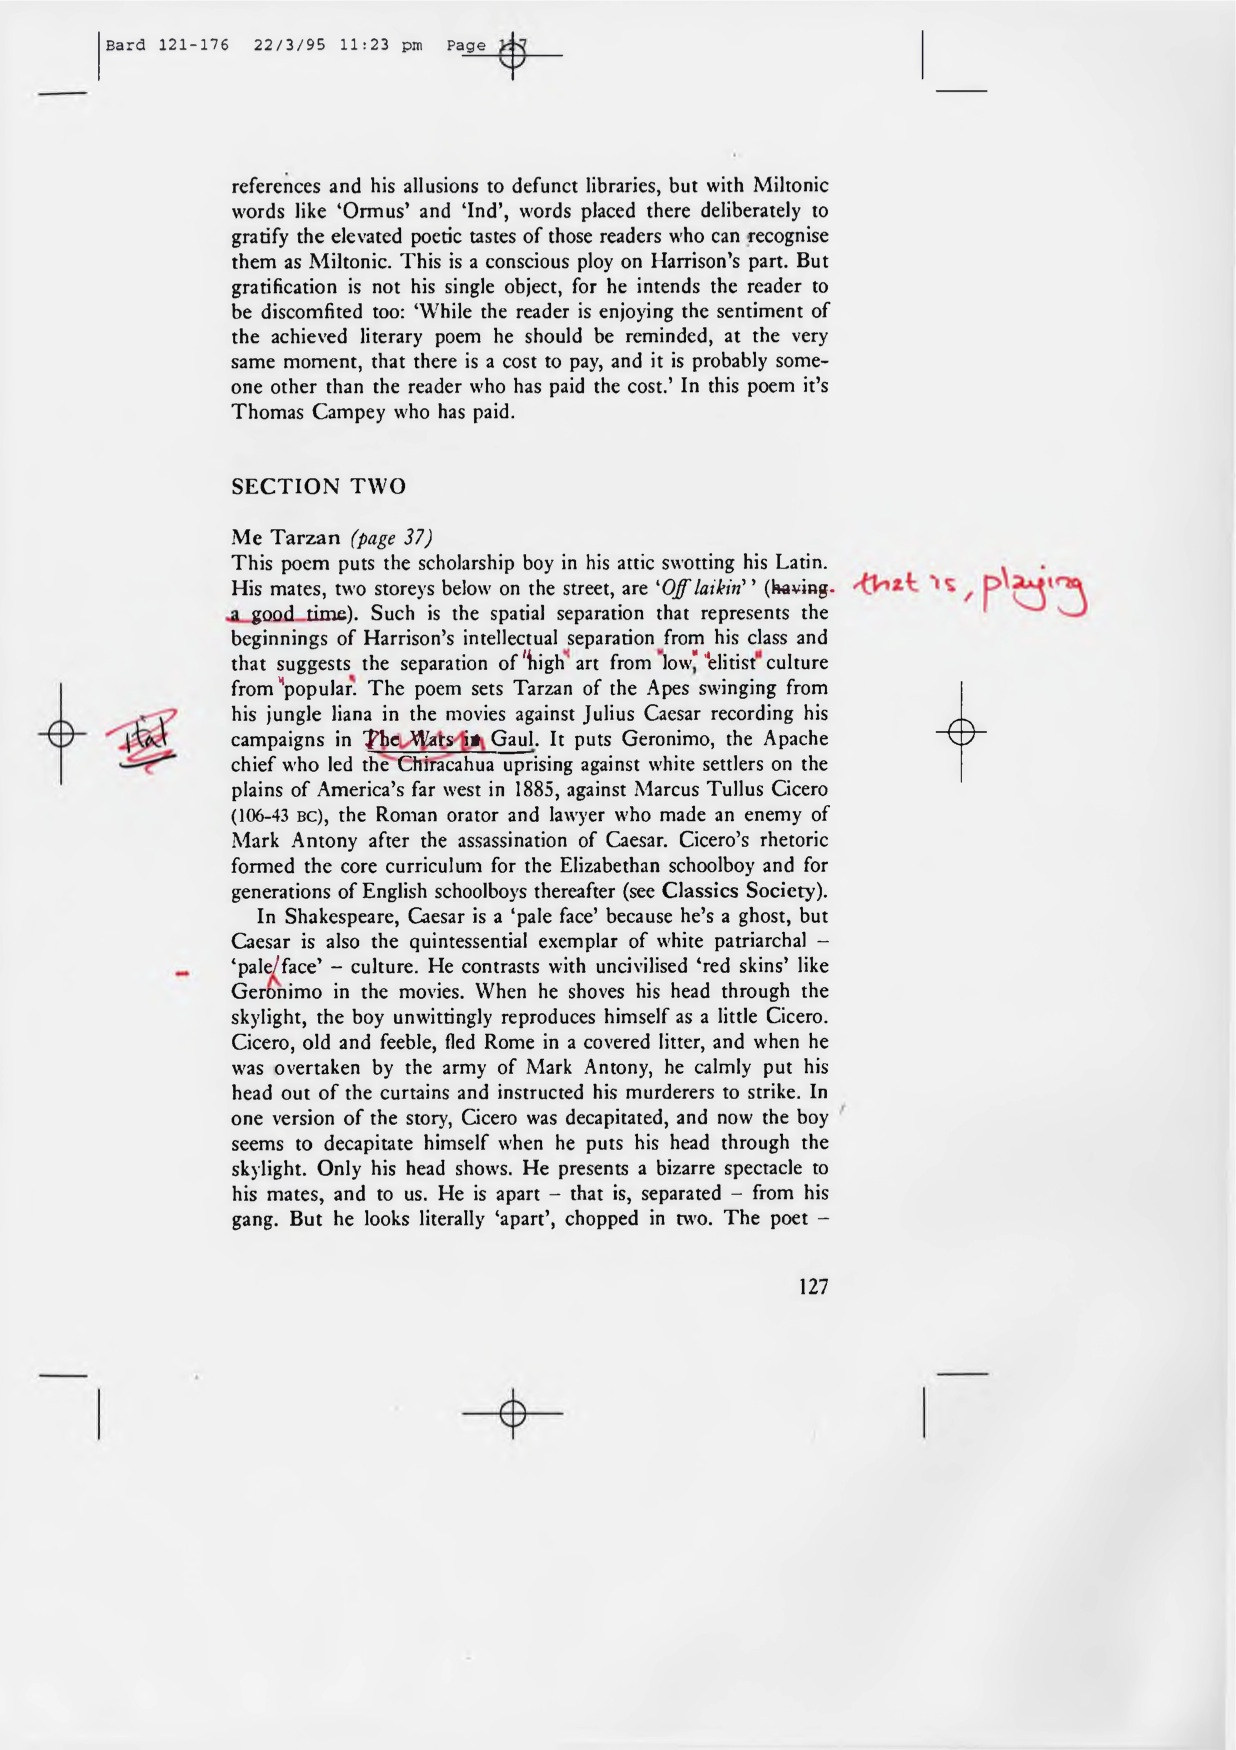 Bard 121-176 22/3/95 11:23 pm Page 127
references and his allusions to defunct libraries, but with Miltonic
words like ‘Ormus’ and ‘Ind’, words placed there deliberately to
gratify the elevated poetic tastes of those readers who can recognise
them as Miltonic. This is a conscious ploy on Harrison’s part. But
gratification is not his single object, for he intends the reader to
be discomfited too: ‘While the reader is enjoying the sentiment of
the achieved literary poem he should be reminded, at the very
same moment, that there is a cost to pay, and it is probably some-
one other than the reader who has paid the cost.’ In this poem it’s
Thomas Campey who has paid.
SECTION TWO
Me Tarzan (page 37)
This poem puts the scholarship boy in his attic swotting his Latin.
His mates, two storeys below on the street, are ‘Off laikin’ ’ (having
that is, playing
a good time). Such is the spatial separation that represents the
beginnings of Harrison’s intellectual separation from his class and
that suggests the separation of "high" art from "low", "elitist" culture
from "popular". The poem sets Tarzan of the Apes swinging from
his jungle liana in the movies against Julius Caesar recording his
ital
campaigns in The Wars in Gaul. It puts Geronimo, the Apache
chief who led the Chiracahua uprising against white settlers on the
plains of America’s far west in 1885, against Marcus Tullus Cicero
(106-43 BC), the Roman orator and lawyer who made an enemy of
Mark Antony after the assassination of Caesar. Cicero’s rhetoric
formed the core curriculum for the Elizabethan schoolboy and for
generations of English schoolboys thereafter (see Classics Society).
In Shakespeare, Caesar is a ‘pale face’ because he’s a ghost, but
Caesar is also the quintessential exemplar of white patriarchal –
‘pale/face’ – culture. He contrasts with uncivilised ‘red skins’ like
Geronimo in the movies. When he shoves his head through the
skylight, the boy unwittingly reproduces himself as a little Cicero.
Cicero, old and feeble, fled Rome in a covered litter, and when he
was overtaken by the army of Mark Antony, he calmly put his
head out of the curtains and instructed his murderers to strike. In
one version of the story, Cicero was decapitated, and now the boy
seems to decapitate himself when he puts his head through the
skylight. Only his head shows. He presents a bizarre spectacle to
his mates, and to us. He is apart – that is, separated – from his
gang. But he looks literally ‘apart’, chopped in two. The poet –
127